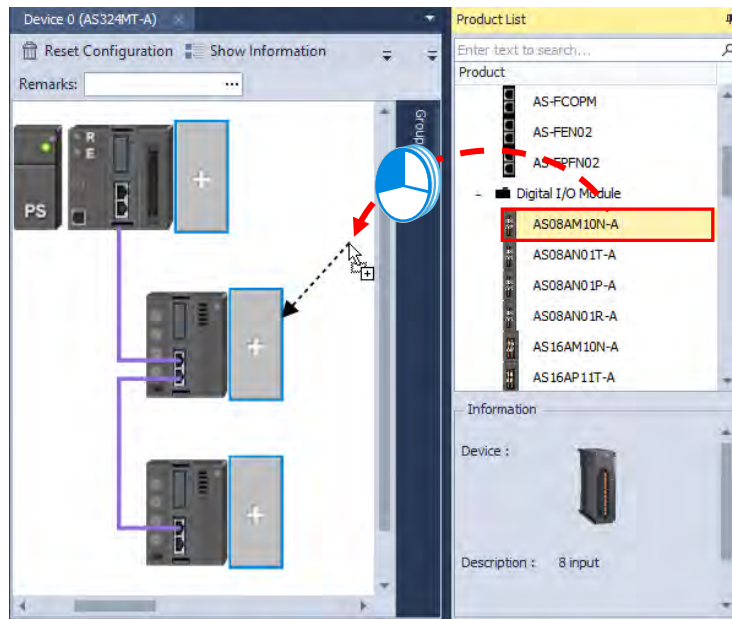 Device 0 (AS324MT-A)
Reset Configuration
Show Information
Remarks:
PS
R
E
Group
Product List
Enter text to search...
Product
AS-FCOPM
AS-FEN02
AS-FPFN02
Digital I/O Module
AS08AM10N-A
AS08AN01T-A
AS08AN01P-A
AS08AN01R-A
AS16AM10N-A
AS16AP11T-A
Information
Device :
Description :    8 input